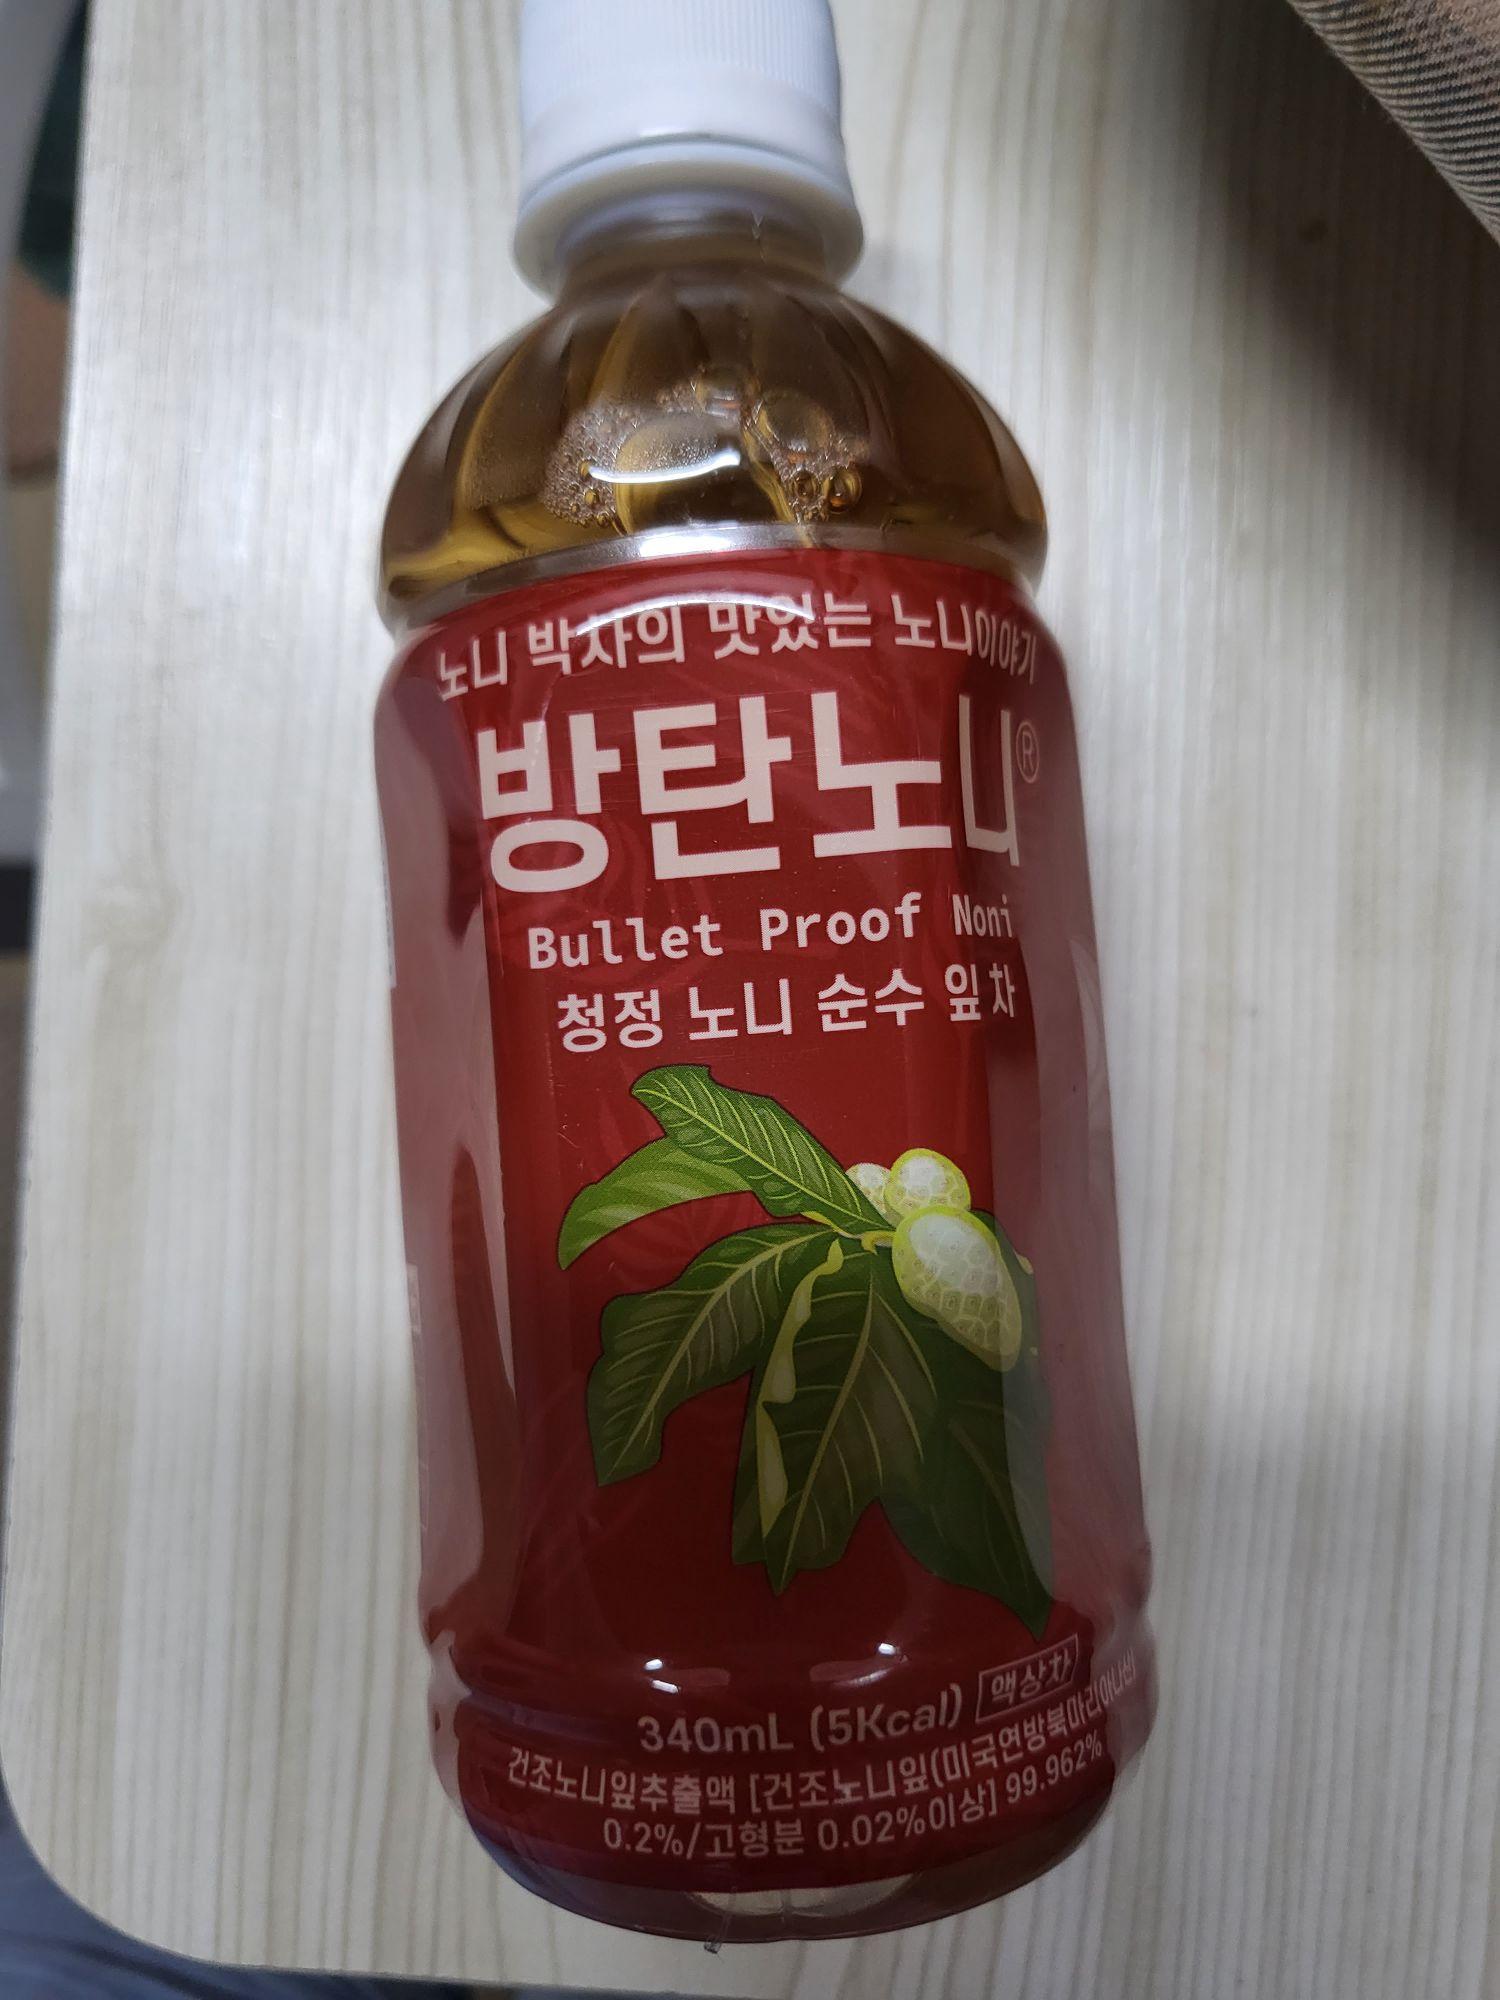 노니 박사의 맛있는 노니이야기
방탄노니®
Bullet Proof Noni
청정 노니 순수 잎차
340mL (5Kcal) 액상차
건조노니잎추출액 [건조노니잎(미국연방북마리아나산)
0.2%/고형분 0.02%이상] 99.962%